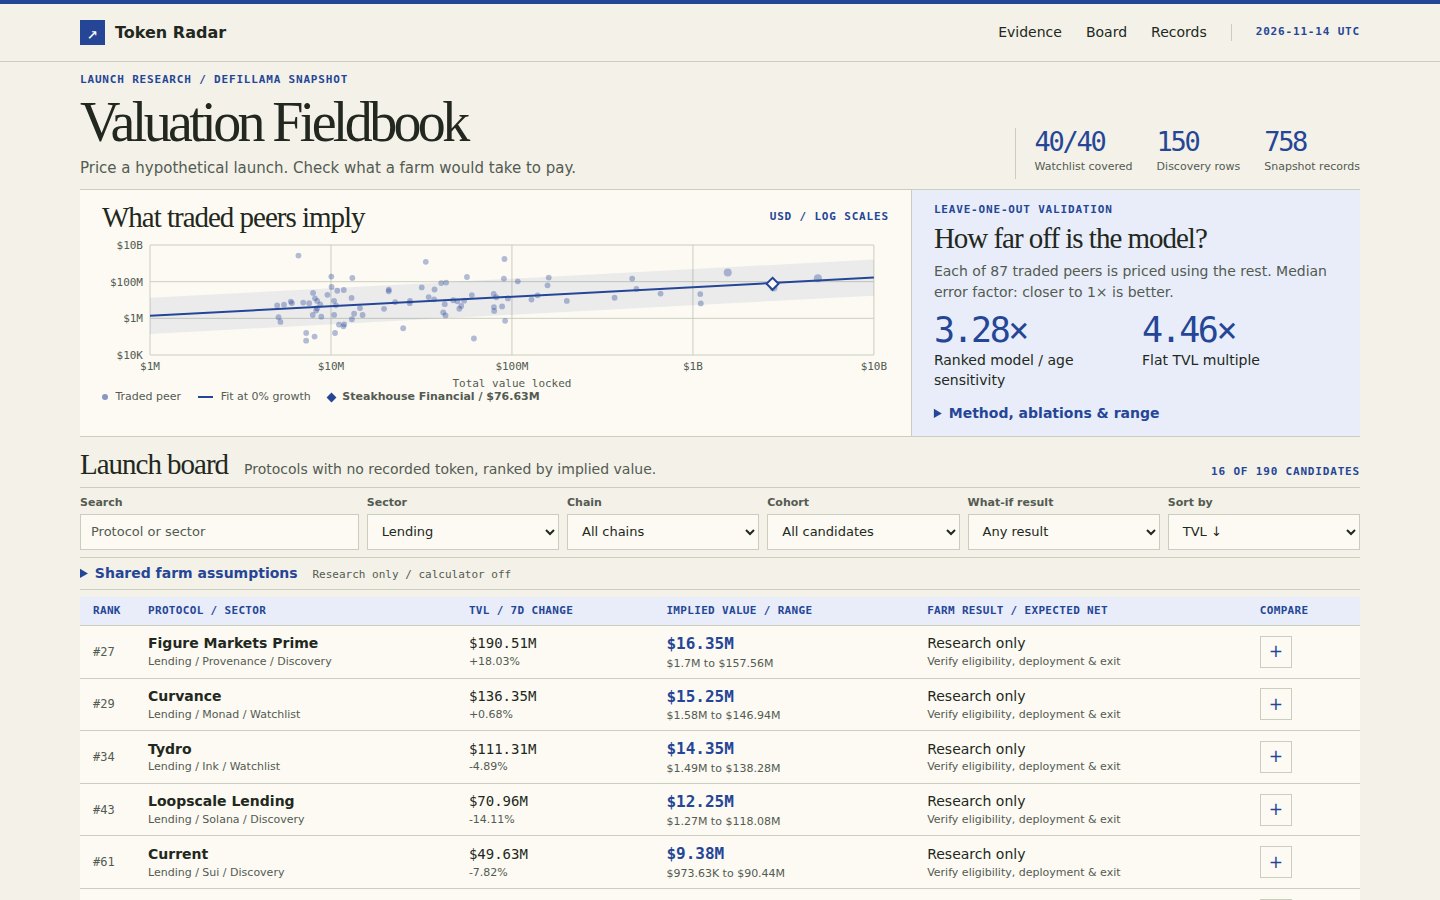 ↗ Token Radar
Evidence Board Records 2026-11-14 UTC
LAUNCH RESEARCH / DEFILLAMA SNAPSHOT
Valuation Fieldbook
Price a hypothetical launch. Check what a farm would take to pay.
40/40 150 758
Watchlist covered Discovery rows Snapshot records
What traded peers imply
USD / LOG SCALES
$10B
$100M
$1M
$10K
$1M $10M $100M $1B $10B
Total value locked
Traded peer Fit at 0% growth Steakhouse Financial / $76.63M
LEAVE-ONE-OUT VALIDATION
How far off is the model?
Each of 87 traded peers is priced using the rest. Median
error factor: closer to 1× is better.
3.28× 4.46×
Ranked model / age
sensitivity
Flat TVL multiple
Method, ablations & range
Launch board Protocols with no recorded token, ranked by implied value.
16 OF 190 CANDIDATES
Search Sector Chain Cohort What-if result Sort by
Protocol or sector Lending All chains All candidates Any result TVL ↓
Shared farm assumptions Research only / calculator off
RANK PROTOCOL / SECTOR TVL / 7D CHANGE IMPLIED VALUE / RANGE FARM RESULT / EXPECTED NET COMPARE
#27 Figure Markets Prime $190.51M $16.35M Research only +
Lending / Provenance / Discovery +18.03% $1.7M to $157.56M Verify eligibility, deployment & exit
#29 Curvance $136.35M $15.25M Research only +
Lending / Monad / Watchlist +0.68% $1.58M to $146.94M Verify eligibility, deployment & exit
#34 Tydro $111.31M $14.35M Research only +
Lending / Ink / Watchlist -4.89% $1.49M to $138.28M Verify eligibility, deployment & exit
#43 Loopscale Lending $70.96M $12.25M Research only +
Lending / Solana / Discovery -14.11% $1.27M to $118.08M Verify eligibility, deployment & exit
#61 Current $49.63M $9.38M Research only +
Lending / Sui / Discovery -7.82% $973.63K to $90.44M Verify eligibility, deployment & exit